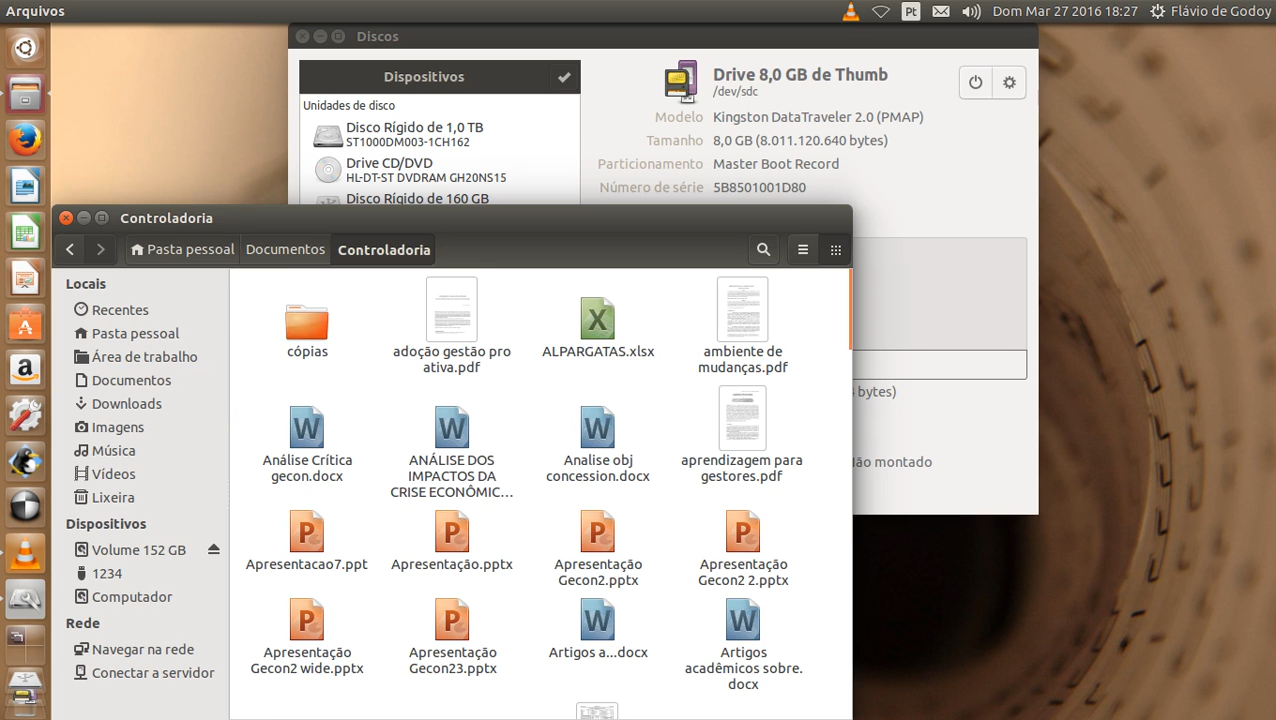 Arquivos
Pt
Dom Mar 27 2016 18:27
Flávio de Godoy
Discos
Dispositivos
Unidades de disco
Disco Rígido de 1,0 TB
ST1000DM003-1CH162
Drive CD/DVD
HL-DT-ST DVDRAM GH20NS15
Disco Rígido de 160 GB
Drive 8,0 GB de Thumb
/dev/sdc
Modelo Kingston DataTraveler 2.0 (PMAP)
Tamanho 8,0 GB (8.011.120.640 bytes)
Particionamento Master Boot Record
Número de série 5B8501001D80
bytes)
Não montado
Controladoria
Pasta pessoal
Documentos
Controladoria
Locais
Recentes
Pasta pessoal
Área de trabalho
Documentos
Downloads
Imagens
Música
Vídeos
Lixeira
Dispositivos
Volume 152 GB
1234
Computador
Rede
Navegar na rede
Conectar a servidor
cópias
adoção gestão pro
ativa.pdf
X
ALPARGATAS.xlsx
ambiente de
mudanças.pdf
W
Análise Crítica
gecon.docx
W
ANÁLISE DOS
IMPACTOS DA
CRISE ECONÔMIC...
W
Analise obj
concession.docx
aprendizagem para
gestores.pdf
P
Apresentacao7.ppt
P
Apresentação.pptx
P
Apresentação
Gecon2.pptx
P
Apresentação
Gecon2 2.pptx
P
Apresentação
Gecon2 wide.pptx
P
Apresentação
Gecon23.pptx
W
Artigos a...docx
W
Artigos
acadêmicos sobre.
docx